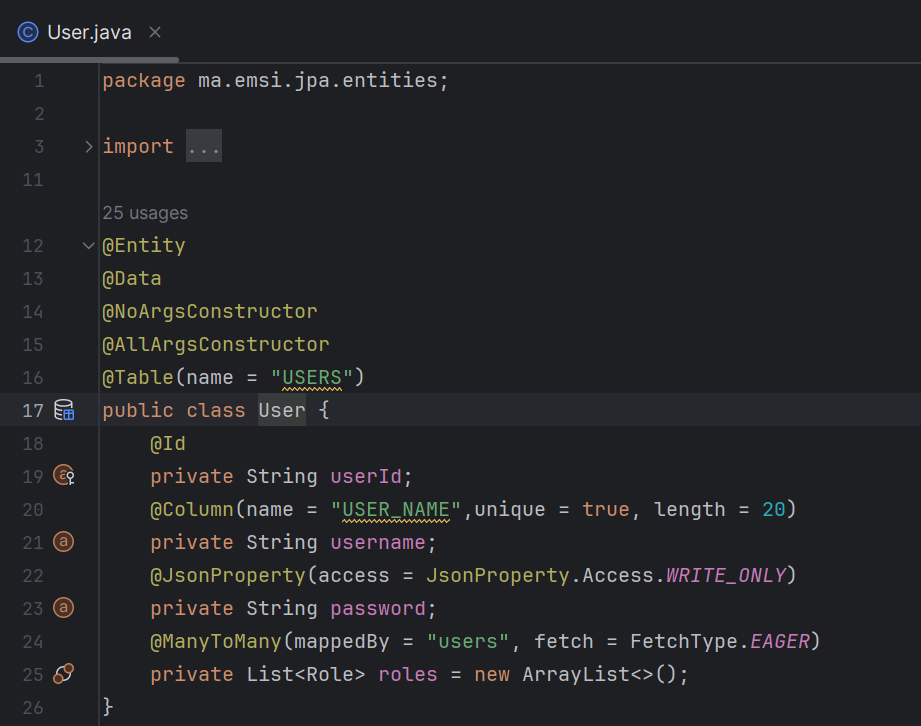 User.java
1 package ma.emsi.jpa.entities;
2
3 import ...
11
25 usages
12 @Entity
13 @Data
14 @NoArgsConstructor
15 @AllArgsConstructor
16 @Table(name = "USERS")
17 public class User {
18 @Id
19 private String userId;
20 @Column(name = "USER_NAME",unique = true, length = 20)
21 private String username;
22 @JsonProperty(access = JsonProperty.Access.WRITE_ONLY)
23 private String password;
24 @ManyToMany(mappedBy = "users", fetch = FetchType.EAGER)
25 private List<Role> roles = new ArrayList<>();
26 }